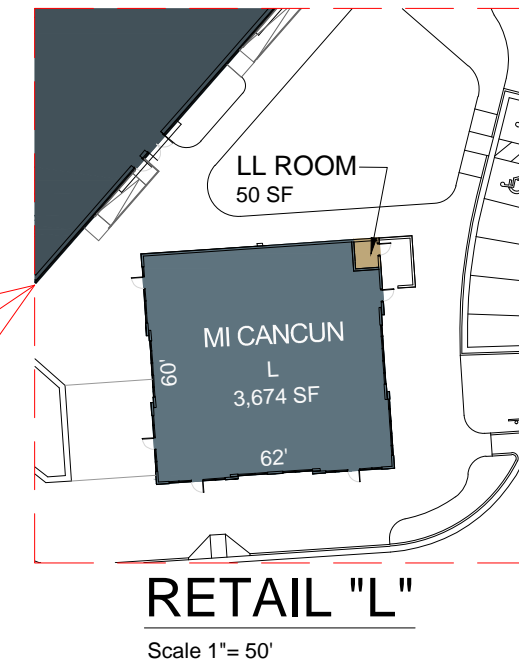 LL ROOM
50 SF
MI CANCUN
L
3,674 SF
60'
62'
RETAIL "L"
Scale 1"= 50'